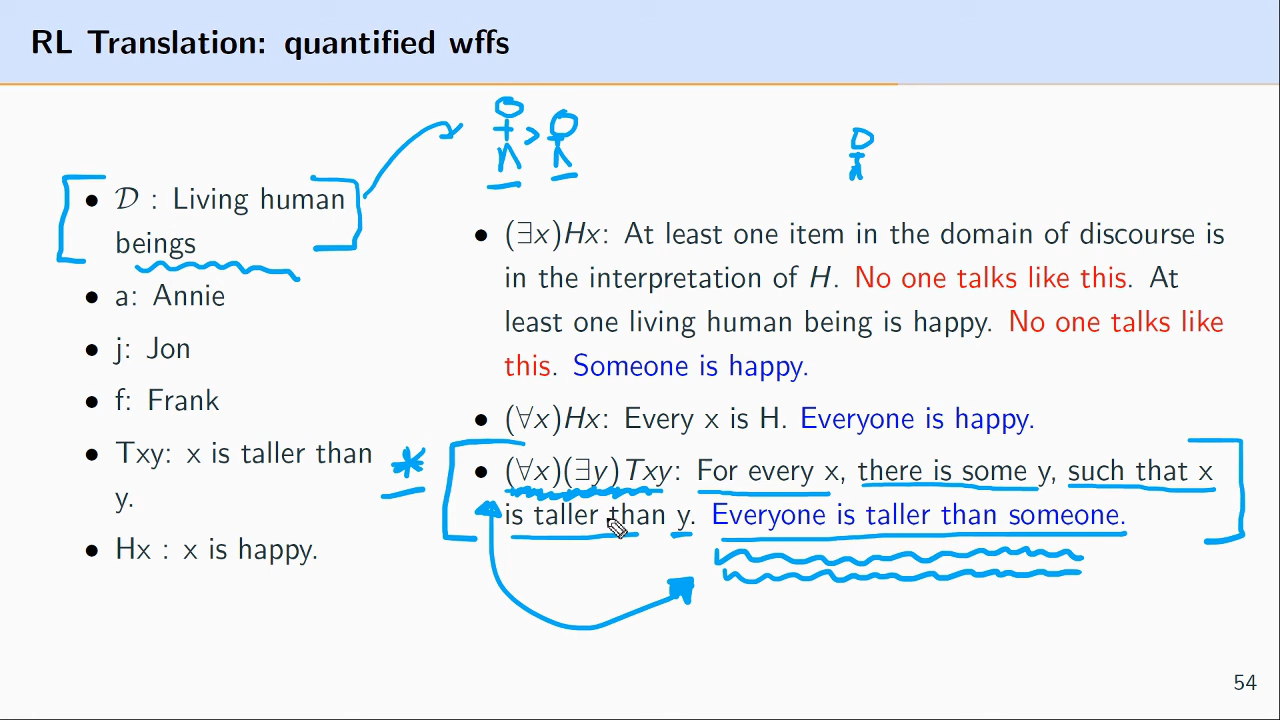 RL Translation: quantified wffs
• 𝒟 : Living human
beings
• a: Annie
• j: Jon
• f: Frank
• Txy: x is taller than
y.
• Hx : x is happy.
>
*
• (∃x)Hx: At least one item in the domain of discourse is
in the interpretation of H. No one talks like this. At
least one living human being is happy. No one talks like
this. Someone is happy.
• (∀x)Hx: Every x is H. Everyone is happy.
• (∀x)(∃y)Txy: For every x, there is some y, such that x
is taller than y. Everyone is taller than someone.
54